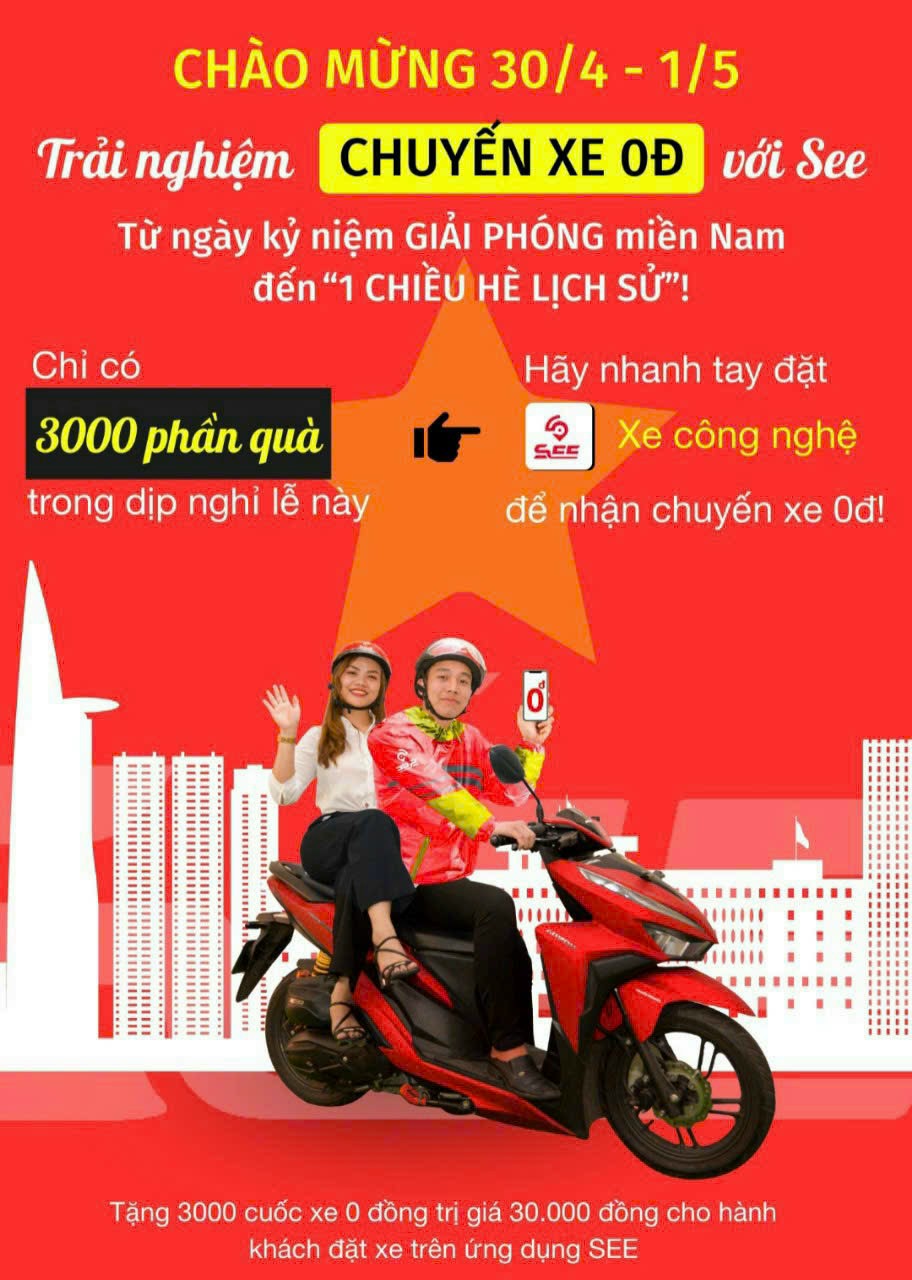 CHÀO MỪNG 30/4 - 1/5
Trải nghiệm CHUYẾN XE 0Đ với See
Từ ngày kỷ niệm GIẢI PHÓNG miền Nam
đến “1 CHIỀU HÈ LỊCH SỬ”!
Chỉ có
3000 phần quà
trong dịp nghỉ lễ này
Hãy nhanh tay đặt
SEE Xe công nghệ
để nhận chuyến xe 0đ!
0đ
SEE
Tặng 3000 cuốc xe 0 đồng trị giá 30.000 đồng cho hành
khách đặt xe trên ứng dụng SEE